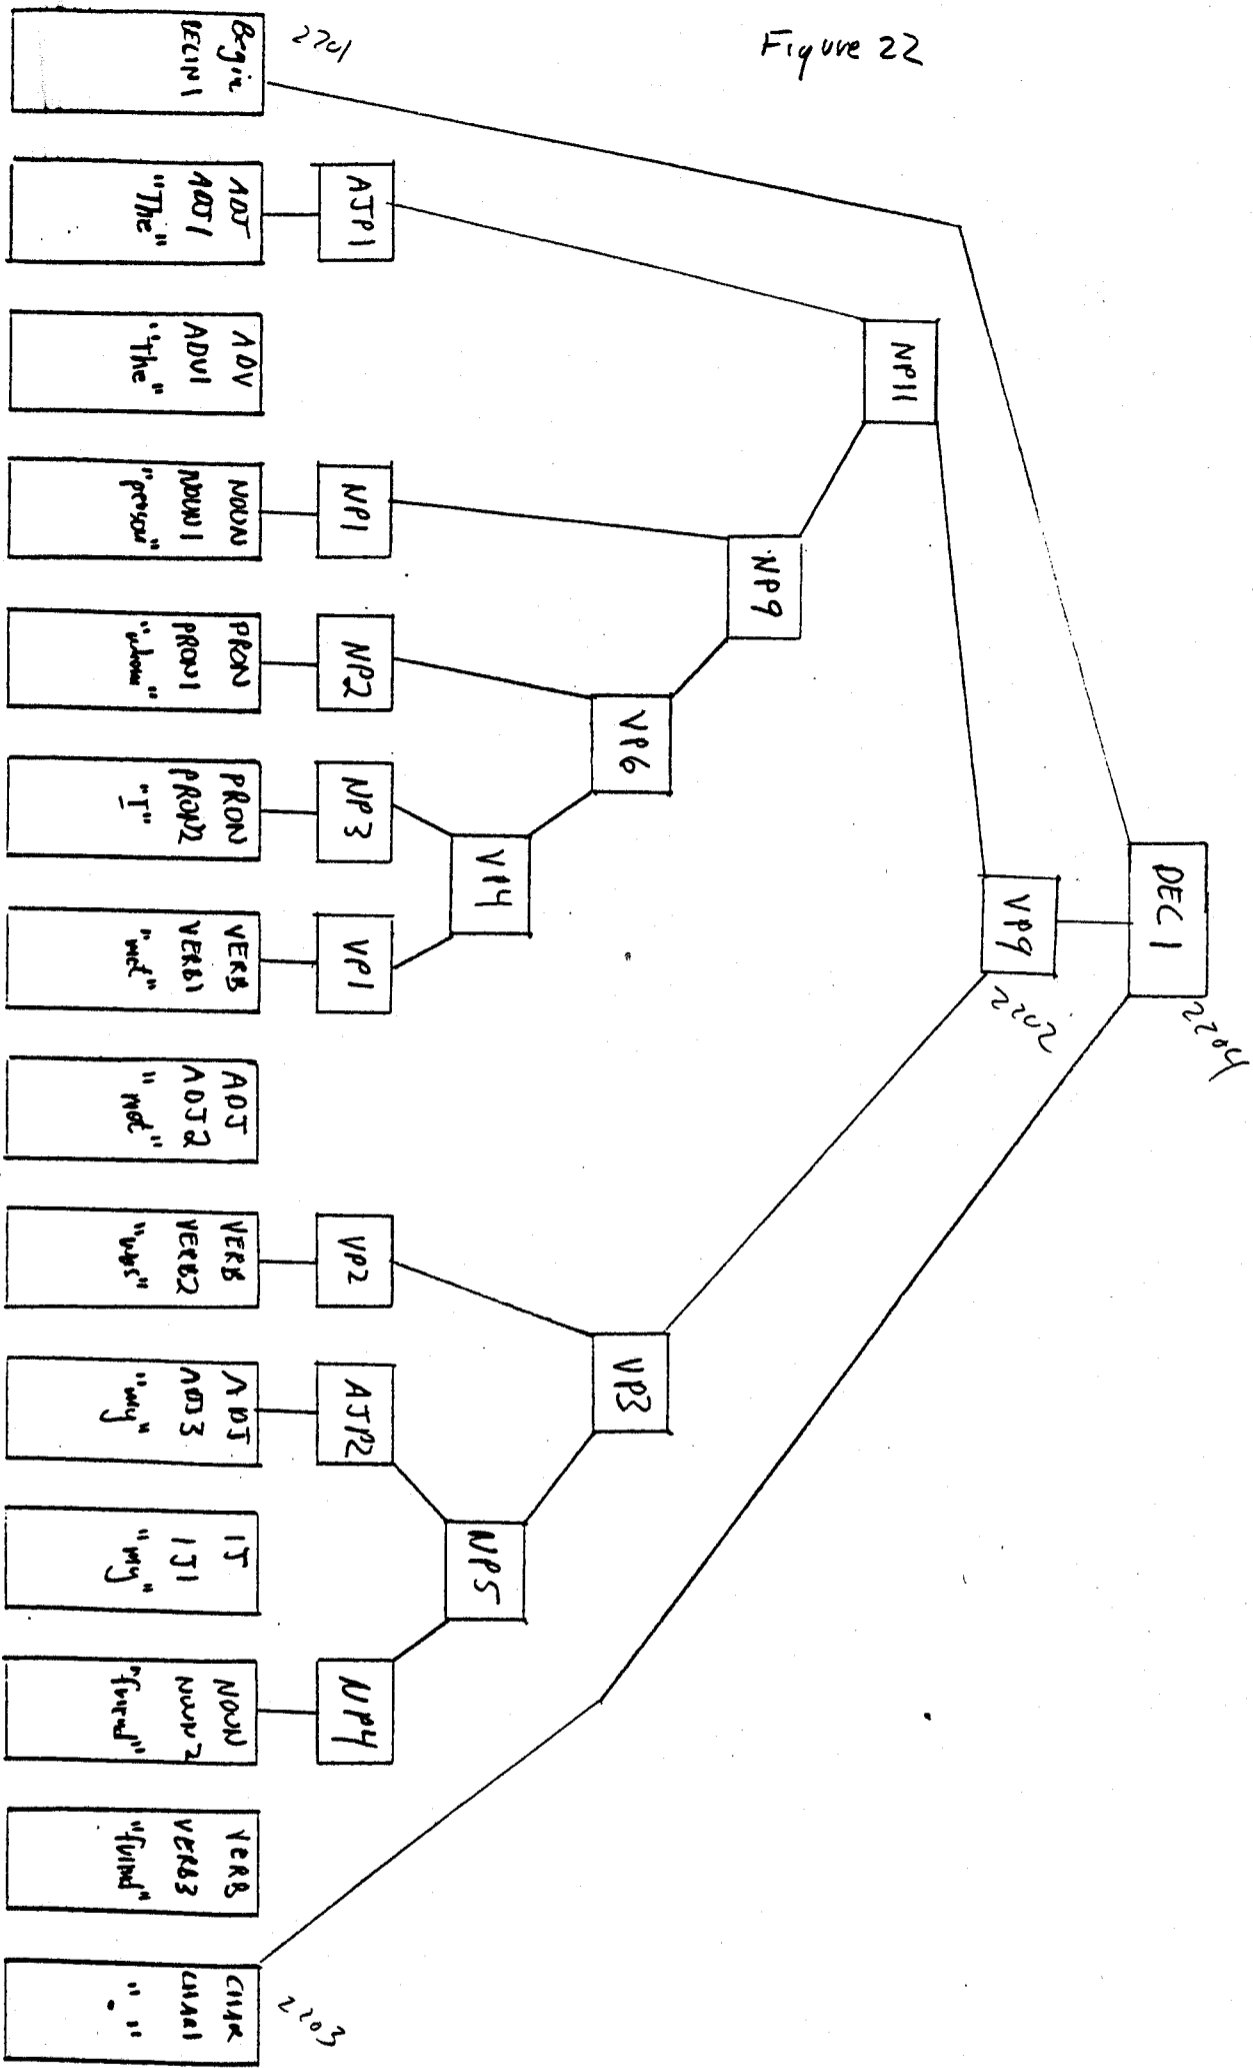 Figure 22
DEC1
2204
VP9
2202
NP11
NP9
VP6
VP3
VP4
NP5
AJP1
NP1
NP2
NP3
VP1
VP2
AJP2
NP4
Begin
BEGIN1
2201
ADJ
ADJ1
"The"
ADV
ADV1
"the"
NOUN
NOUN1
"person"
PRON
PRON1
"whom"
PRON
PRON2
"I"
VERB
VERB1
"met"
ADJ
ADJ2
VERB
VERB2
"was"
ADJ
ADJ3
"my"
IJ
IJ1
"my"
NOUN
NOUN2
"friend"
VERB
VERB3
"friend"
CHAR
CHAR1
"."
2203